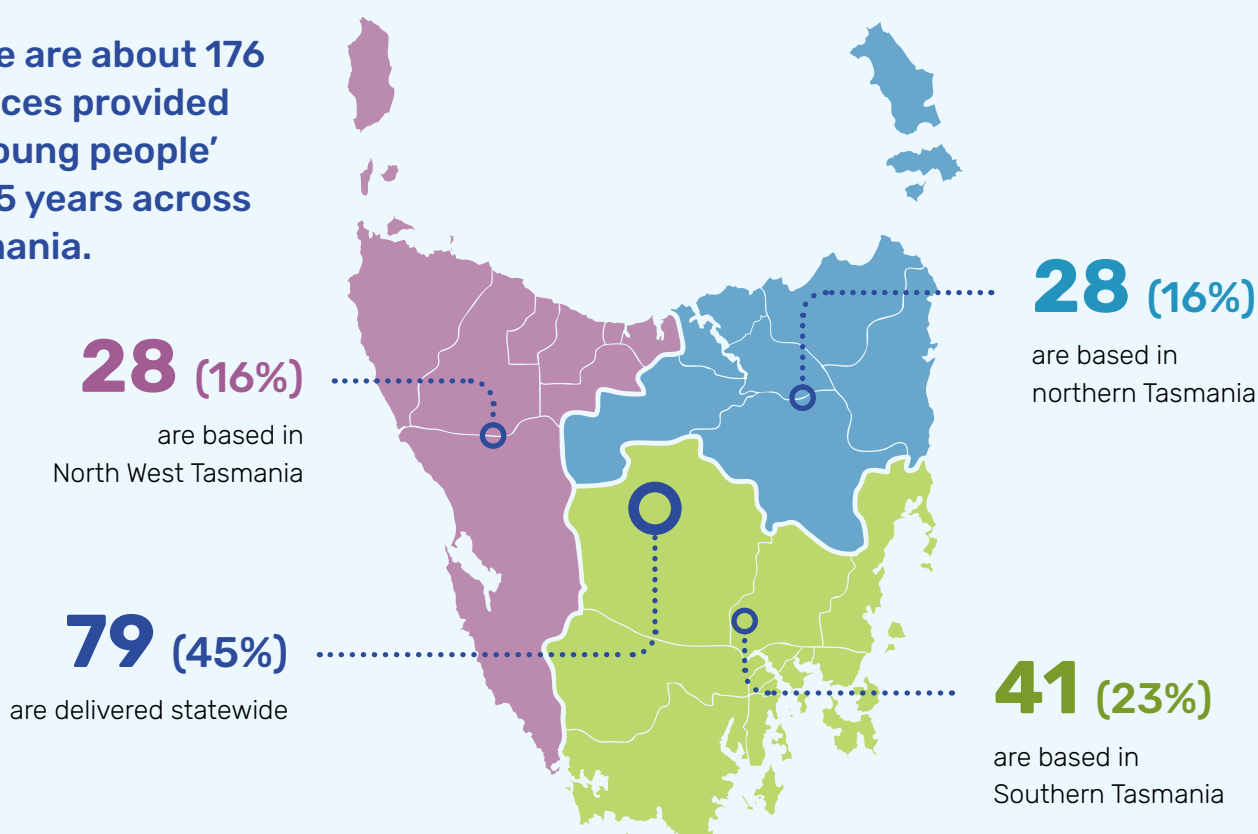 e are about 176
ces provided
oung people’
5 years across
ania.
28 (16%)
are based in
northern Tasmania
28 (16%)
are based in
North West Tasmania
79 (45%)
are delivered statewide
41 (23%)
are based in
Southern Tasmania